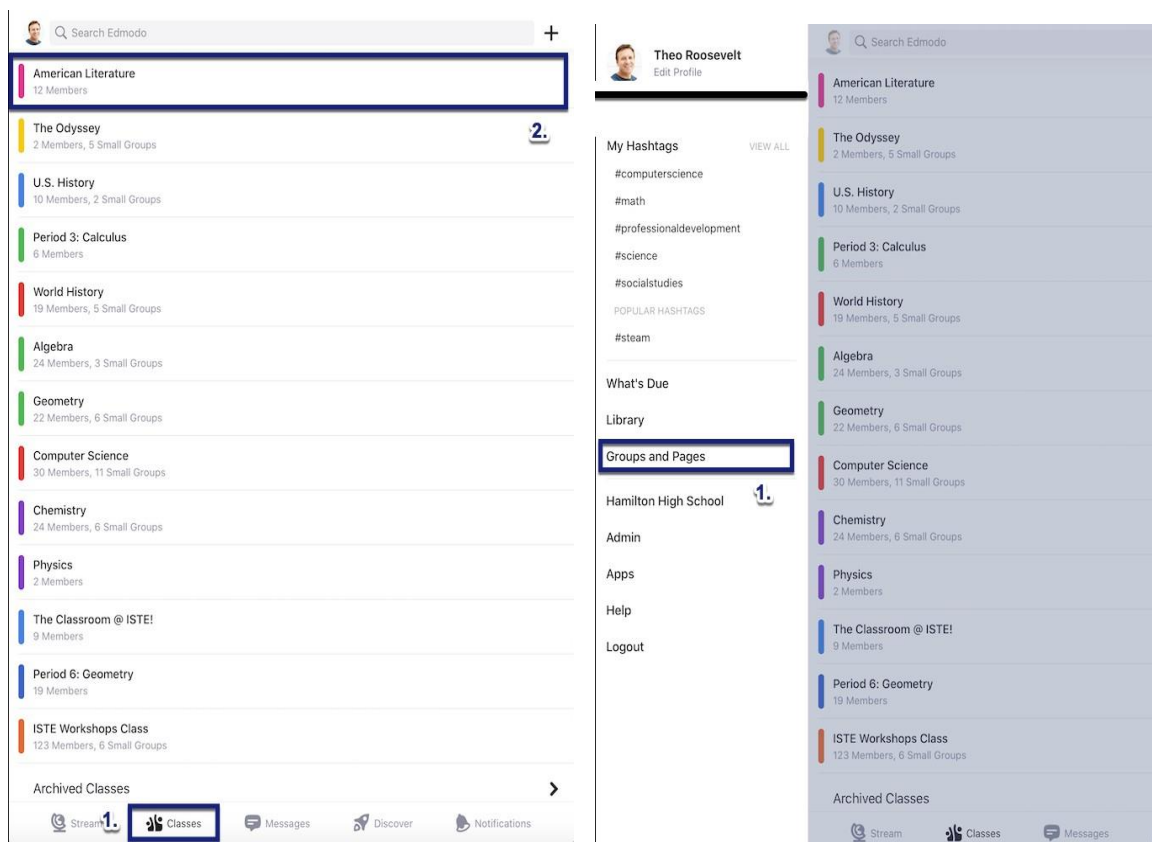 Search Edmodo
American Literature
12 Members
The Odyssey
2 Members, 5 Small Groups
2.
U.S. History
10 Members, 2 Small Groups
Period 3: Calculus
6 Members
World History
19 Members, 5 Small Groups
Algebra
24 Members, 3 Small Groups
Geometry
22 Members, 6 Small Groups
Computer Science
30 Members, 11 Small Groups
Chemistry
24 Members, 6 Small Groups
Physics
2 Members
The Classroom @ ISTE!
9 Members
Period 6: Geometry
19 Members
ISTE Workshops Class
123 Members, 6 Small Groups
Archived Classes
Stream 1. Classes Messages Discover Notifications
Theo Roosevelt
Edit Profile
My Hashtags VIEW ALL
#computerscience
#math
#professionaldevelopment
#science
#socialstudies
POPULAR HASHTAGS
#steam
What's Due
Library
Groups and Pages
1.
Hamilton High School
Admin
Apps
Help
Logout
Search Edmodo
American Literature
12 Members
The Odyssey
2 Members, 5 Small Groups
U.S. History
10 Members, 2 Small Groups
Period 3: Calculus
6 Members
World History
19 Members, 5 Small Groups
Algebra
24 Members, 3 Small Groups
Geometry
22 Members, 6 Small Groups
Computer Science
30 Members, 11 Small Groups
Chemistry
24 Members, 6 Small Groups
Physics
2 Members
The Classroom @ ISTE!
9 Members
Period 6: Geometry
19 Members
ISTE Workshops Class
123 Members, 6 Small Groups
Archived Classes
Stream Classes Messages